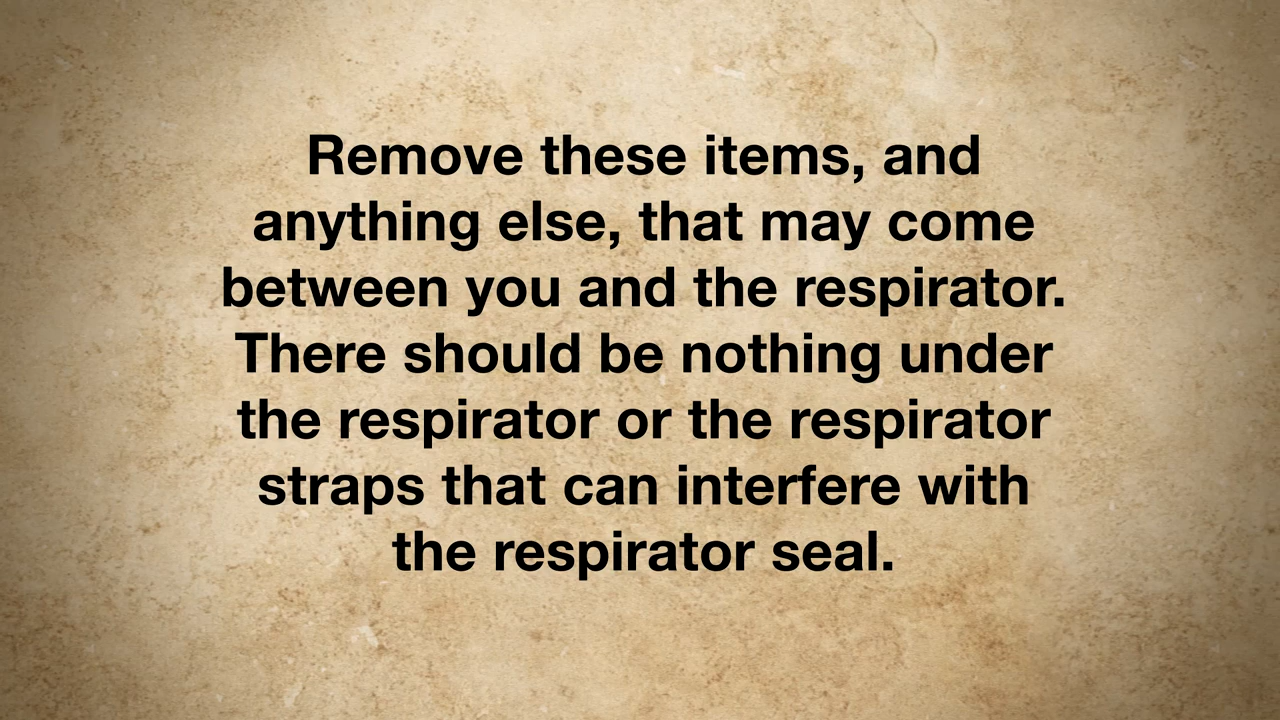 Remove these items, and
anything else, that may come
between you and the respirator.
There should be nothing under
the respirator or the respirator
straps that can interfere with
the respirator seal.